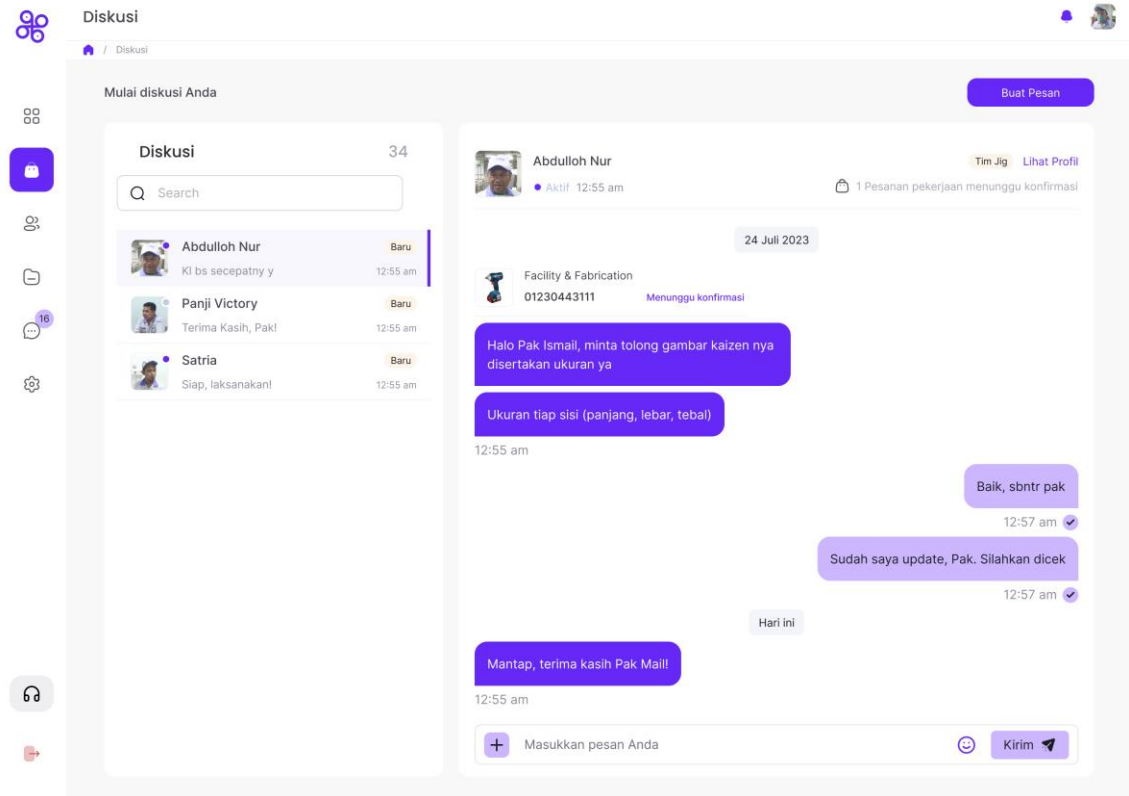 Diskusi
/ Diskusi
Mulai diskusi Anda
Buat Pesan
16
Diskusi 34
Search
Abdulloh Nur Baru
Kl bs secepatny y 12:55 am
Panji Victory Baru
Terima Kasih, Pak! 12:55 am
Satria Baru
Siap, laksanakan! 12:55 am
Abdulloh Nur Tim Jig Lihat Profil
Aktif 12:55 am 1 Pesanan pekerjaan menunggu konfirmasi
24 Juli 2023
Facility & Fabrication
01230443111 Menunggu konfirmasi
Halo Pak Ismail, minta tolong gambar kaizen nya
disertakan ukuran ya
Ukuran tiap sisi (panjang, lebar, tebal)
12:55 am
Baik, sbntr pak
12:57 am
Sudah saya update, Pak. Silahkan dicek
12:57 am
Hari ini
Mantap, terima kasih Pak Mail!
12:55 am
Masukkan pesan Anda Kirim